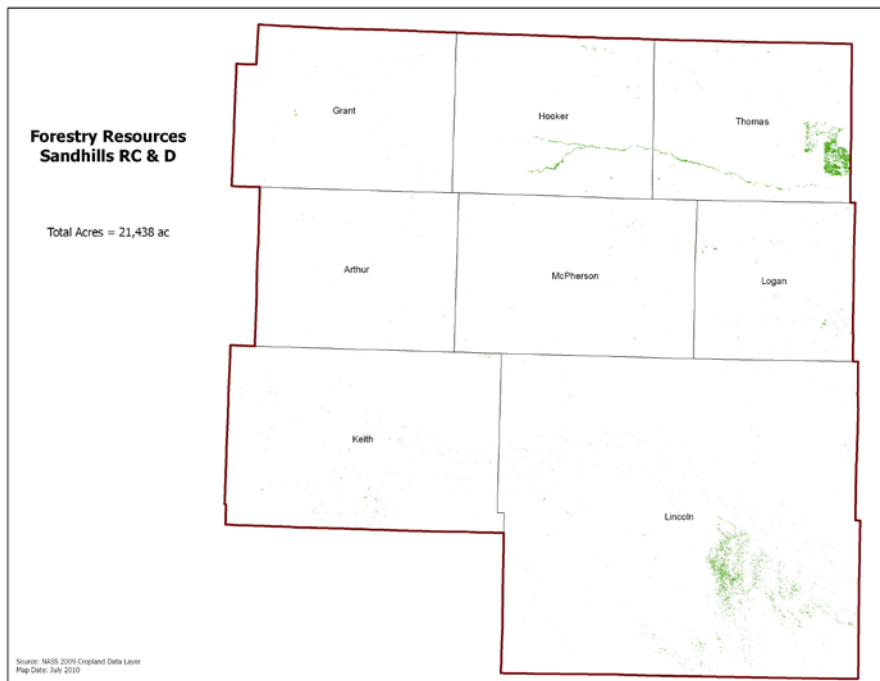 Forestry Resources
Sandhills RC & D
Total Acres = 21,438 ac
Grant
Hooker
Thomas
Arthur
McPherson
Logan
Keith
Lincoln
Source: NASS 2009 Cropland Data Layer
Map Date: July 2010